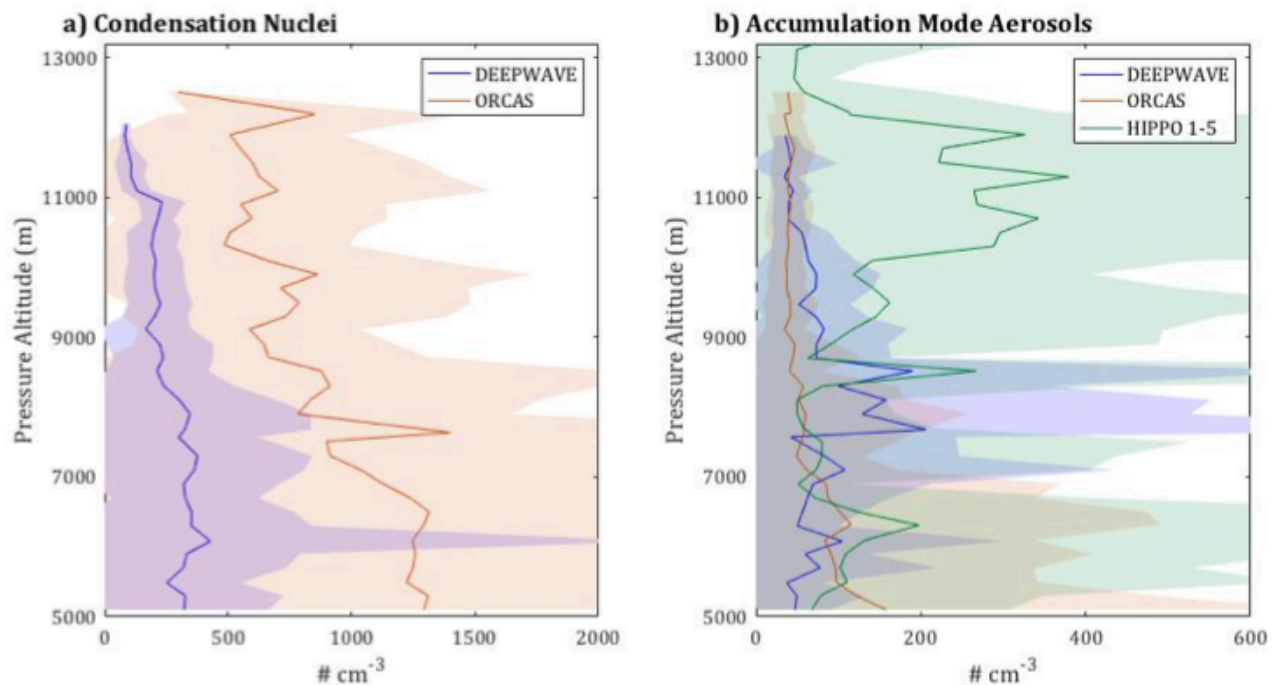 a) Condensation Nuclei
13000
11000
9000
7000
5000
Pressure Altitude (m)
0 500 1000 1500 2000
# cm⁻³
DEEPWAVE
ORCAS
b) Accumulation Mode Aerosols
13000
11000
9000
7000
5000
Pressure Altitude (m)
0 200 400 600
# cm⁻³
DEEPWAVE
ORCAS
HIPPO 1-5